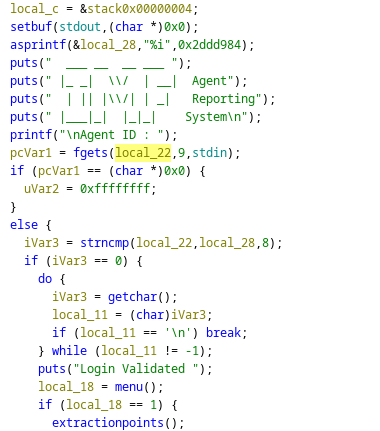 local_c = &stack0x00000004;
setbuf(stdout,(char *)0x0);
asprintf(&local_28,"%i",0x2ddd984);
puts("  ___ __  __ ___ ");
puts(" |_ _|  \\/  | __|  Agent");
puts("  | || |\\/| | _|   Reporting");
puts(" |___|_|  |_|_|    System\n");
printf("\nAgent ID : ");
pcVar1 = fgets(local_22,9,stdin);
if (pcVar1 == (char *)0x0) {
  uVar2 = 0xffffffff;
}
else {
  iVar3 = strncmp(local_22,local_28,8);
  if (iVar3 == 0) {
    do {
      iVar3 = getchar();
      local_11 = (char)iVar3;
      if (local_11 == '\n') break;
    } while (local_11 != -1);
    puts("Login Validated ");
    local_18 = menu();
    if (local_18 == 1) {
      extractionpoints();